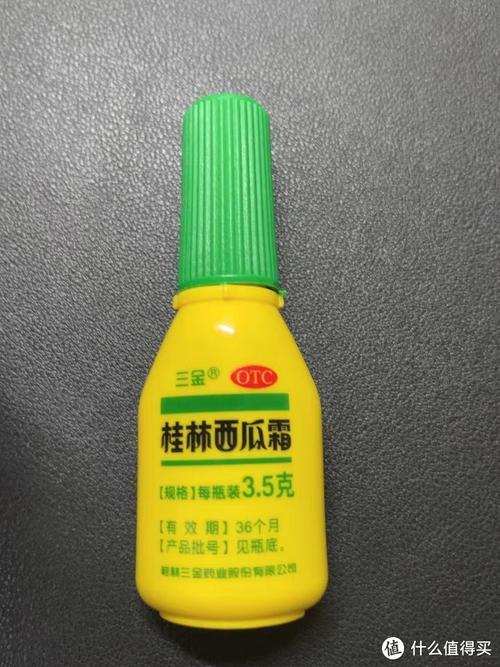 三金® OTC
桂林西瓜霜
【规格】每瓶装3.5克
【有效期】36个月
【产品批号】见瓶底。
桂林三金药业股份有限公司
值 什么值得买